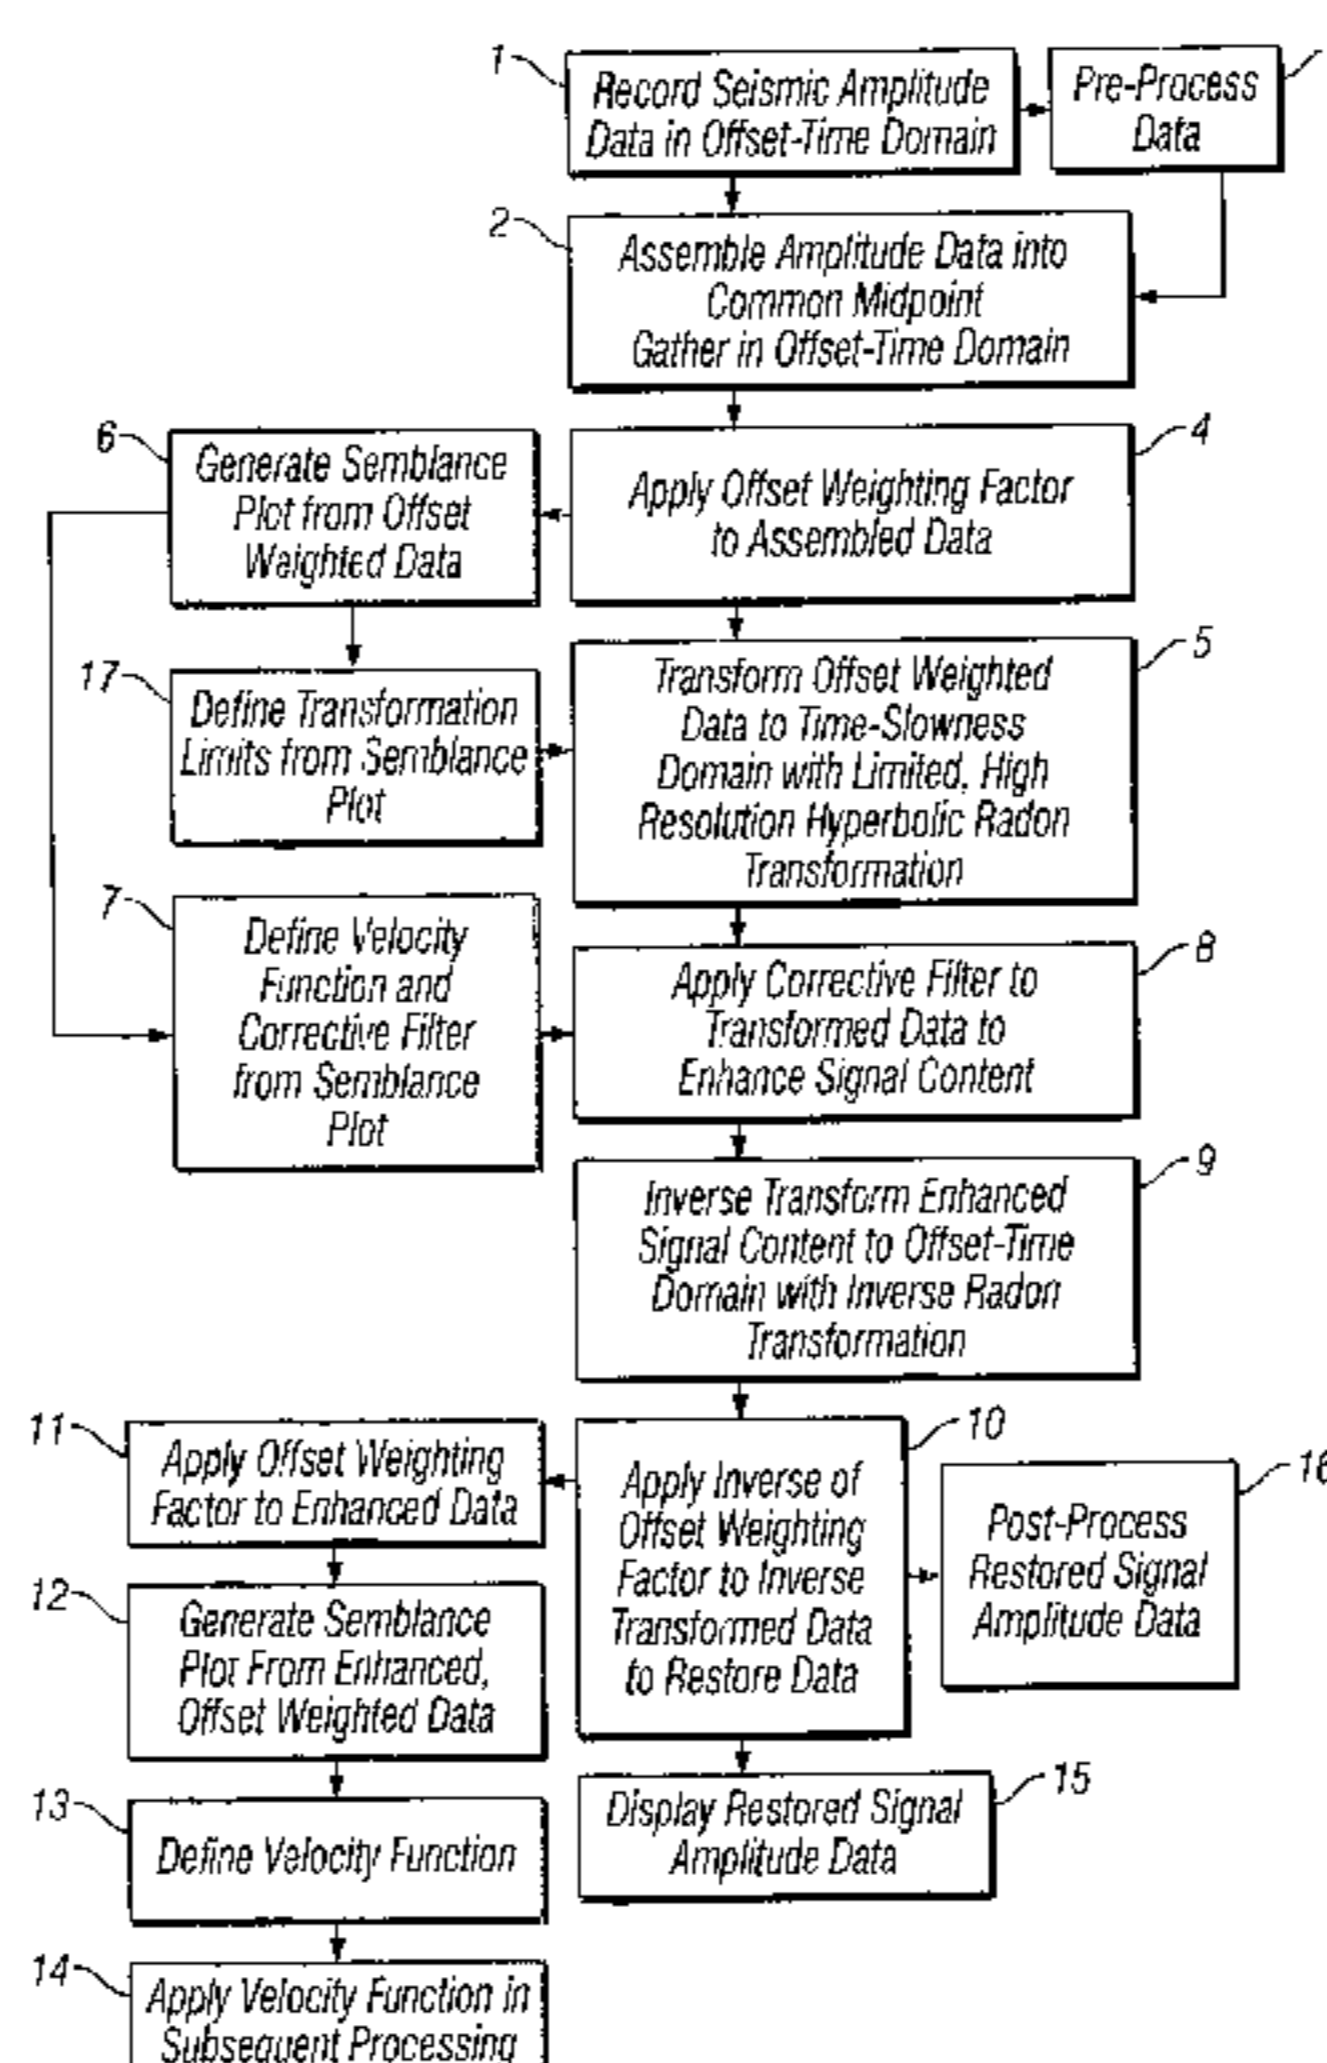 1
Record Seismic Amplitude
Data in Offset-Time Domain
Pre-Process
Data
2
Assemble Amplitude Data into
Common Midpoint
Gather in Offset-Time Domain
6
Generate Semblance
Plot from Offset
Weighted Data
4
Apply Offset Weighting Factor
to Assembled Data
17
Define Transformation
Limits from Semblance
Plot
5
Transform Offset Weighted
Data to Time-Slowness
Domain with Limited, High
Resolution Hyperbolic Radon
Transformation
7
Define Velocity
Function and
Corrective Filter
from Semblance
Plot
8
Apply Corrective Filter to
Transformed Data to
Enhance Signal Content
9
Inverse Transform Enhanced
Signal Content to Offset-Time
Domain with Inverse Radon
Transformation
11
Apply Offset Weighting
Factor to Enhanced Data
10
Apply Inverse of
Offset Weighting
Factor to Inverse
Transformed Data
to Restore Data
16
Post-Process
Restored Signal
Amplitude Data
12
Generate Semblance
Plot From Enhanced,
Offset Weighted Data
13
Define Velocity Function
15
Display Restored Signal
Amplitude Data
14
Apply Velocity Function in
Subsequent Processing